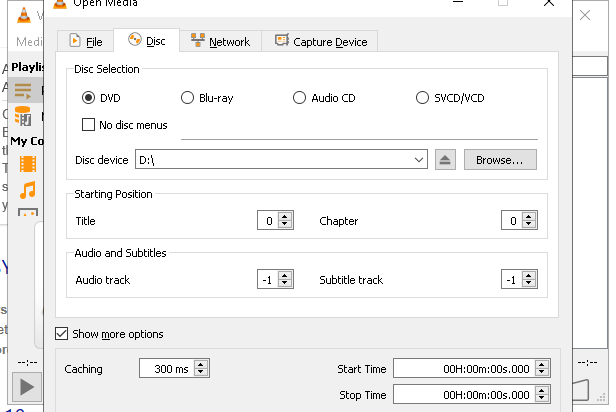 Open Media
Medi
File
Disc
Network
Capture Device
Playlis
Disc Selection
DVD
Blu-ray
Audio CD
SVCD/VCD
No disc menus
My Co
Disc device
D:\
Browse...
Starting Position
Title
0
Chapter
0
Audio and Subtitles
Audio track
-1
Subtitle track
-1
Show more options
--:--
--:--
Caching
300 ms
Start Time
00H:00m:00s.000
Stop Time
00H:00m:00s.000